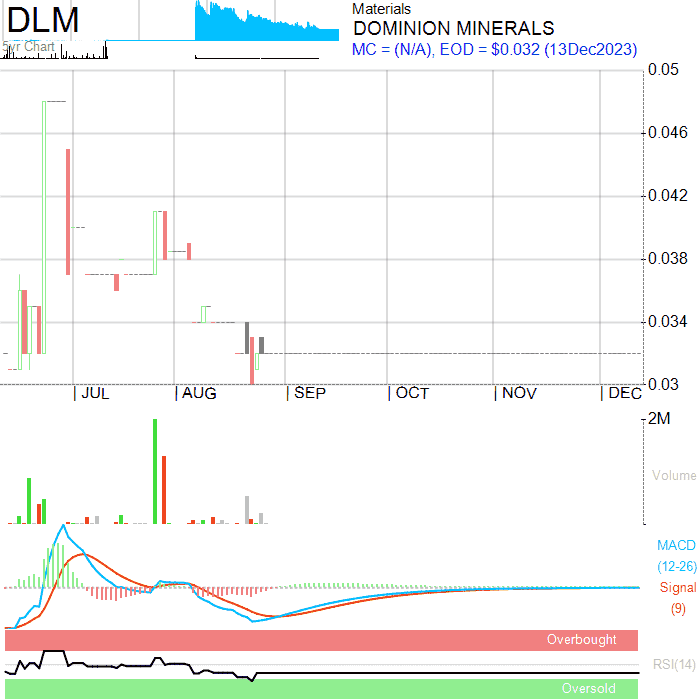 DLM
Materials
DOMINION MINERALS
MC = (N/A), EOD = $0.032 (13Dec2023)
5yr Chart
0.05
0.046
0.042
0.038
0.034
0.03
| JUL | AUG | SEP | OCT | NOV | DEC
2M
Volume
MACD
(12-26)
Signal
(9)
Overbought
RSI(14)
Oversold